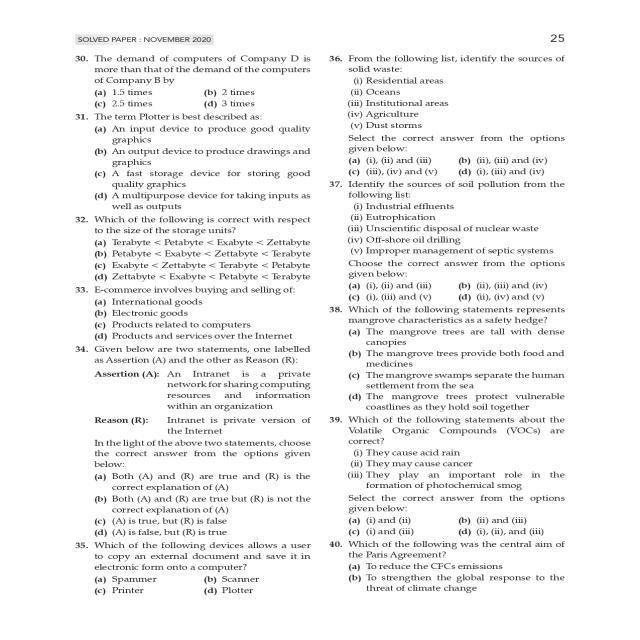 SOLVED PAPER : NOVEMBER 2020
25
30. The demand of computers of Company D is
more than that of the demand of the computers
of Company B by
(a) 1.5 times (b) 2 times
(c) 2.5 times (d) 3 times
31. The term Plotter is best described as:
(a) An input device to produce good quality
graphics
(b) An output device to produce drawings and
graphics
(c) A fast storage device for storing good
quality graphics
(d) A multipurpose device for taking inputs as
well as outputs
32. Which of the following is correct with respect
to the size of the storage units?
(a) Terabyte < Petabyte < Exabyte < Zettabyte
(b) Petabyte < Exabyte < Zettabyte < Terabyte
(c) Exabyte < Zettabyte < Terabyte < Petabyte
(d) Zettabyte < Exabyte < Petabyte < Terabyte
33. E-commerce involves buying and selling of:
(a) International goods
(b) Electronic goods
(c) Products related to computers
(d) Products and services over the Internet
34. Given below are two statements, one labelled
as Assertion (A) and the other as Reason (R):
Assertion (A): An Intranet is a private
network for sharing computing
resources and information
within an organization
Reason (R): Intranet is private version of
the Internet
In the light of the above two statements, choose
the correct answer from the options given
below:
(a) Both (A) and (R) are true and (R) is the
correct explanation of (A)
(b) Both (A) and (R) are true but (R) is not the
correct explanation of (A)
(c) (A) is true, but (R) is false
(d) (A) is false, but (R) is true
35. Which of the following devices allows a user
to copy an external document and save it in
electronic form onto a computer?
(a) Spammer (b) Scanner
(c) Printer (d) Plotter
36. From the following list, identify the sources of
solid waste:
(i) Residential areas
(ii) Oceans
(iii) Institutional areas
(iv) Agriculture
(v) Dust storms
Select the correct answer from the options
given below:
(a) (i), (ii) and (iii) (b) (ii), (iii) and (iv)
(c) (iii), (iv) and (v) (d) (i), (iii) and (iv)
37. Identify the sources of soil pollution from the
following list:
(i) Industrial effluents
(ii) Eutrophication
(iii) Unscientific disposal of nuclear waste
(iv) Off-shore oil drilling
(v) Improper management of septic systems
Choose the correct answer from the options
given below:
(a) (i), (ii) and (iii) (b) (ii), (iii) and (iv)
(c) (i), (iii) and (v) (d) (ii), (iv) and (v)
38. Which of the following statements represents
mangrove characteristics as a safety hedge?
(a) The mangrove trees are tall with dense
canopies
(b) The mangrove trees provide both food and
medicines
(c) The mangrove swamps separate the human
settlement from the sea
(d) The mangrove trees protect vulnerable
coastlines as they hold soil together
39. Which of the following statements about the
Volatile Organic Compounds (VOCs) are
correct?
(i) They cause acid rain
(ii) They may cause cancer
(iii) They play an important role in the
formation of photochemical smog
Select the correct answer from the options
given below:
(a) (i) and (ii) (b) (ii) and (iii)
(c) (i) and (iii) (d) (i), (ii), and (iii)
40. Which of the following was the central aim of
the Paris Agreement?
(a) To reduce the CFCs emissions
(b) To strengthen the global response to the
threat of climate change